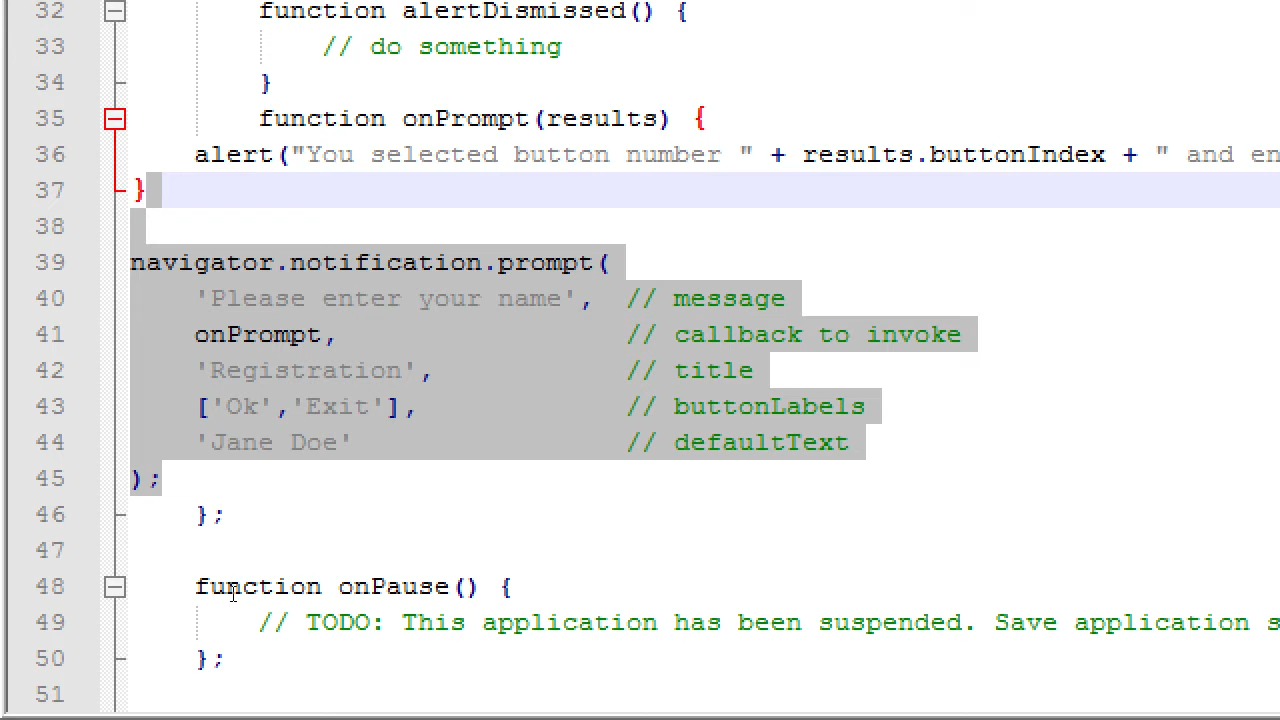 32 function alertDismissed() {
33 // do something
34 }
35 function onPrompt(results) {
36 alert("You selected button number " + results.buttonIndex + " and en
37 }
38
39 navigator.notification.prompt(
40 'Please enter your name', // message
41 onPrompt, // callback to invoke
42 'Registration', // title
43 ['Ok','Exit'], // buttonLabels
44 'Jane Doe' // defaultText
45 );
46 };
47
48 function onPause() {
49 // TODO: This application has been suspended. Save application s
50 };
51